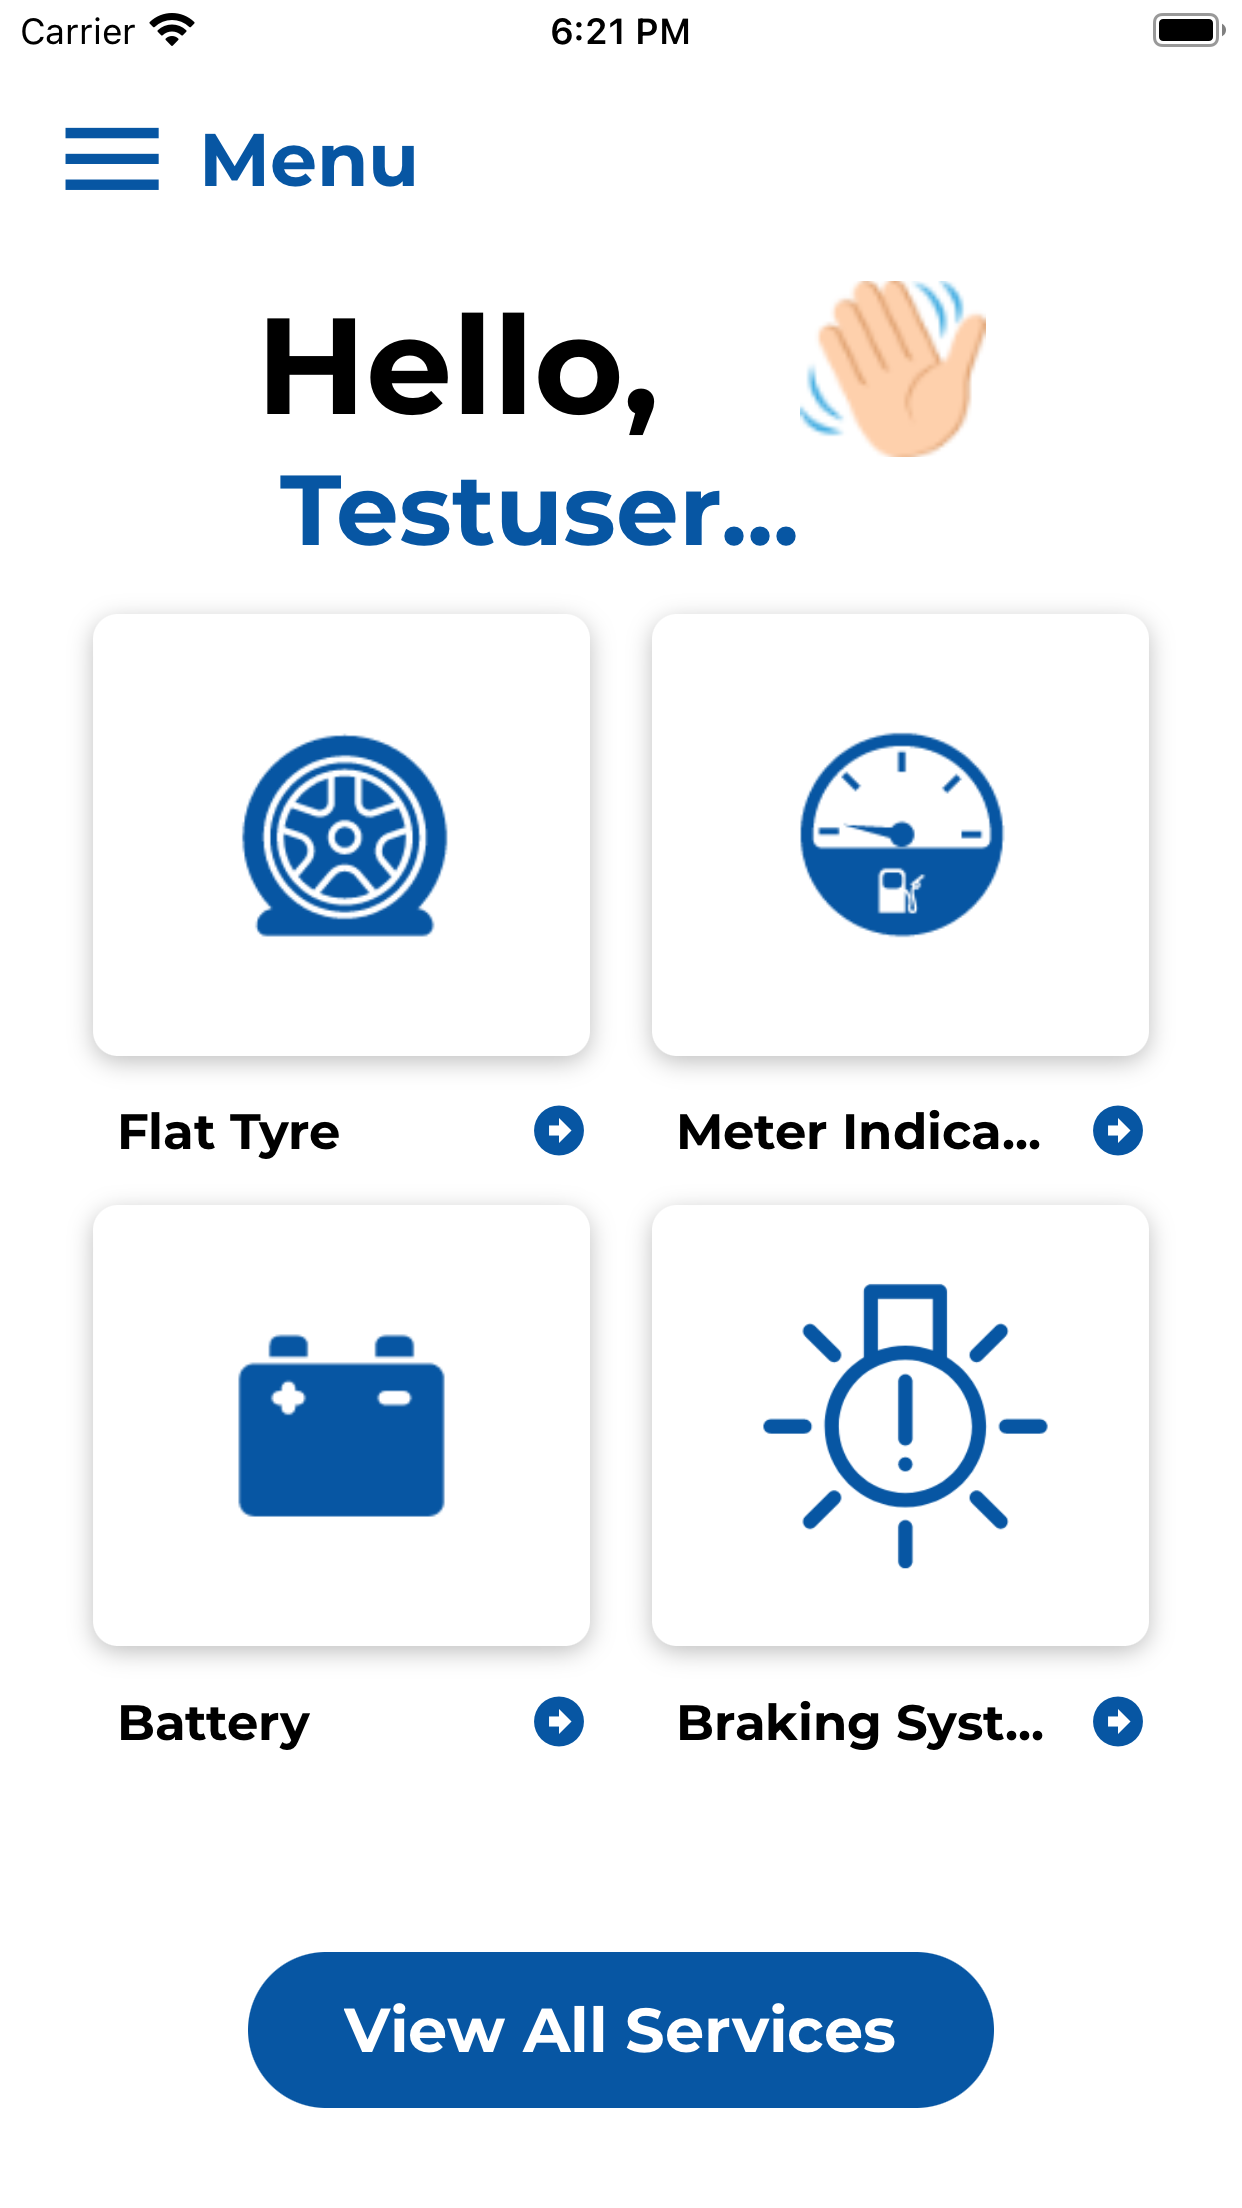 Carrier 6:21 PM
Menu
Hello,
Testuser...
Flat Tyre
Meter Indica...
Battery
Braking Syst...
View All Services